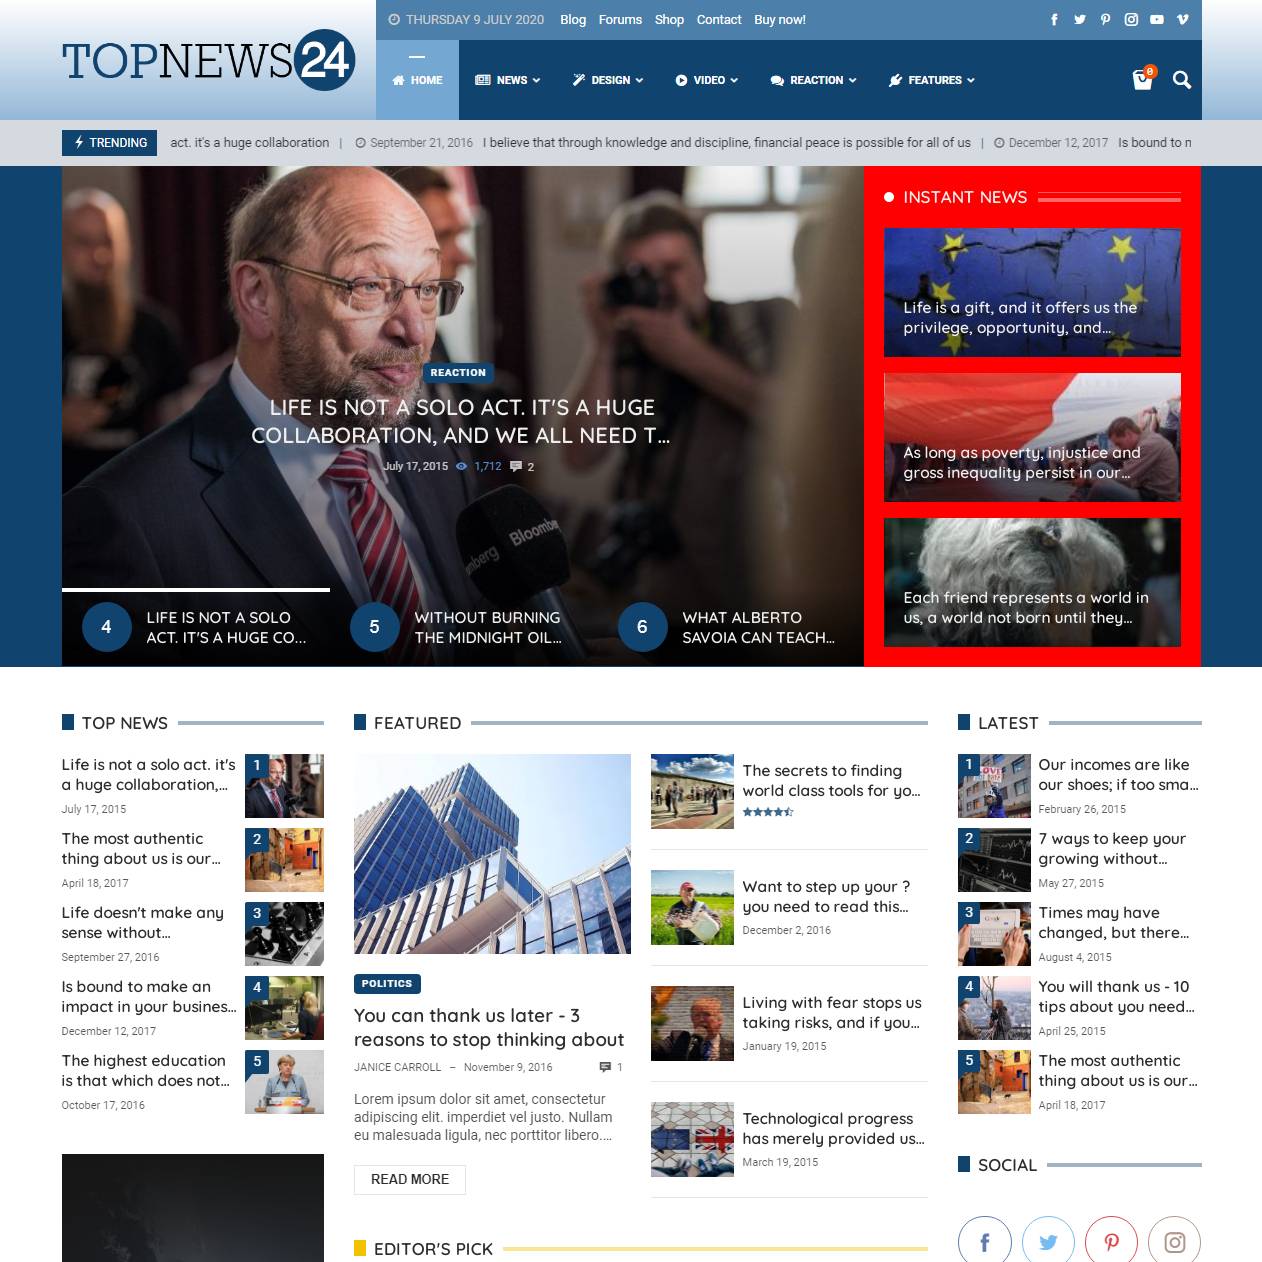 THURSDAY 9 JULY 2020 Blog Forums Shop Contact Buy now!
TOPNEWS24
HOME NEWS DESIGN VIDEO REACTION FEATURES 0
TRENDING act. it's a huge collaboration | September 21, 2016 I believe that through knowledge and discipline, financial peace is possible for all of us | December 12, 2017 Is bound to
REACTION
LIFE IS NOT A SOLO ACT. IT'S A HUGE
COLLABORATION, AND WE ALL NEED T...
July 17, 2015 1,712 2
Bloombe
nberg
4
LIFE IS NOT A SOLO
ACT. IT'S A HUGE CO...
5
WITHOUT BURNING
THE MIDNIGHT OIL...
6
WHAT ALBERTO
SAVOIA CAN TEACH...
INSTANT NEWS
Life is a gift, and it offers us the
privilege, opportunity, and...
As long as poverty, injustice and
gross inequality persist in our...
Each friend represents a world in
us, a world not born until they...
TOP NEWS
Life is not a solo act. it's
a huge collaboration,...
July 17, 2015
1
The most authentic
thing about us is our...
April 18, 2017
2
Life doesn't make any
sense without...
September 27, 2016
3
Is bound to make an
impact in your busines...
December 12, 2017
4
The highest education
is that which does not...
October 17, 2016
5
FEATURED
POLITICS
You can thank us later - 3
reasons to stop thinking about
JANICE CARROLL – November 9, 2016 1
Lorem ipsum dolor sit amet, consectetur
adipiscing elit. imperdiet vel justo. Nullam
eu malesuada ligula, nec porttitor libero....
READ MORE
The secrets to finding
world class tools for yo...
Want to step up your ?
you need to read this...
December 2, 2016
Living with fear stops us
taking risks, and if you...
January 19, 2015
Technological progress
has merely provided us...
March 19, 2015
EDITOR'S PICK
LATEST
1
Our incomes are like
our shoes; if too sma...
February 26, 2015
2
7 ways to keep your
growing without...
May 27, 2015
3
Google
Times may have
changed, but there...
August 4, 2015
4
You will thank us - 10
tips about you need...
April 25, 2015
5
The most authentic
thing about us is our...
April 18, 2017
SOCIAL